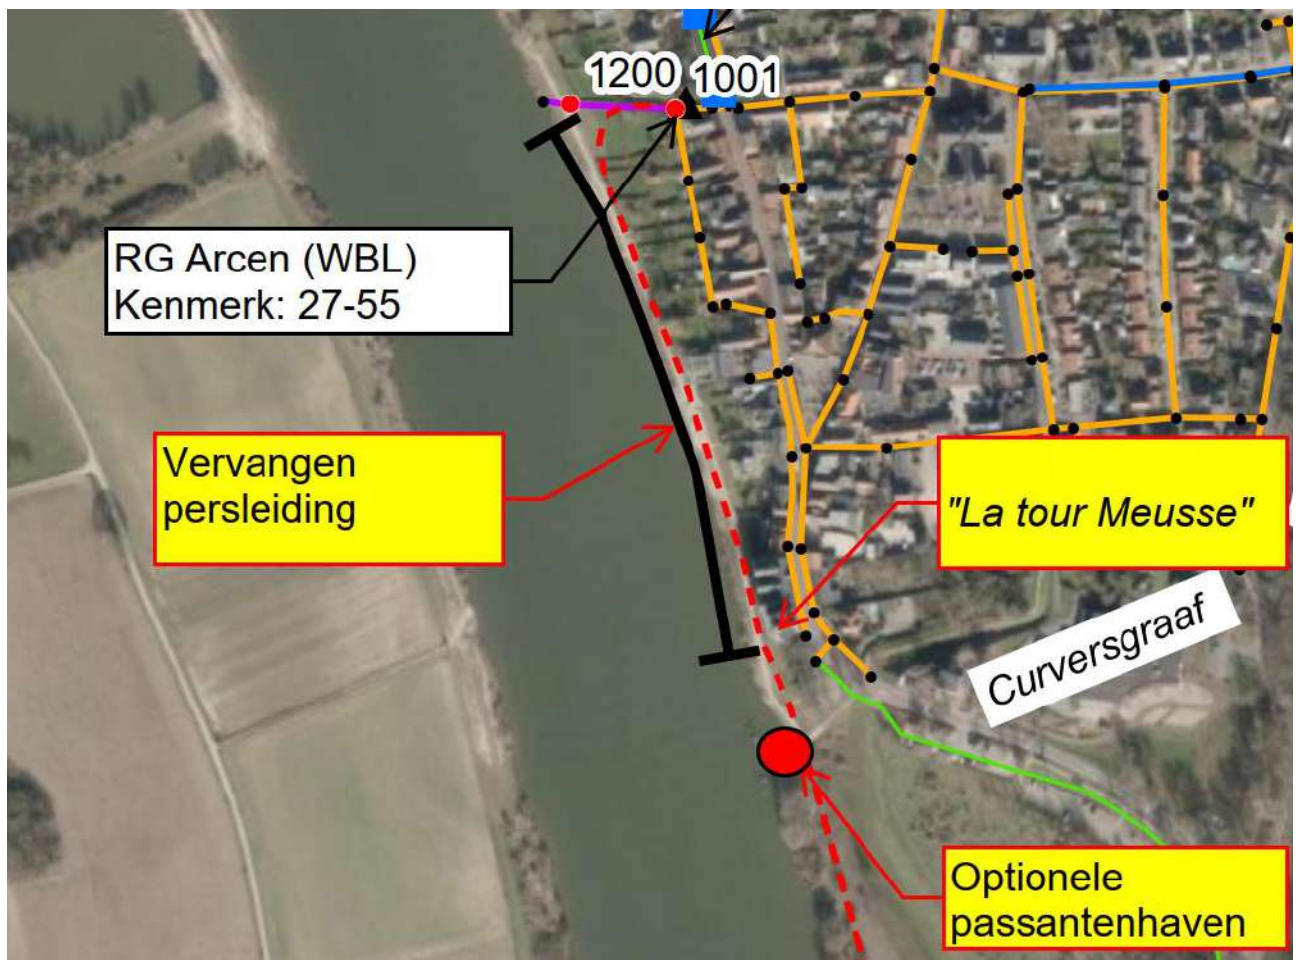 1200 1001
RG Arcen (WBL)
Kenmerk: 27-55
Vervangen
persleiding
"La tour Meusse"
Curversgraaf
Optionele
passantenhaven